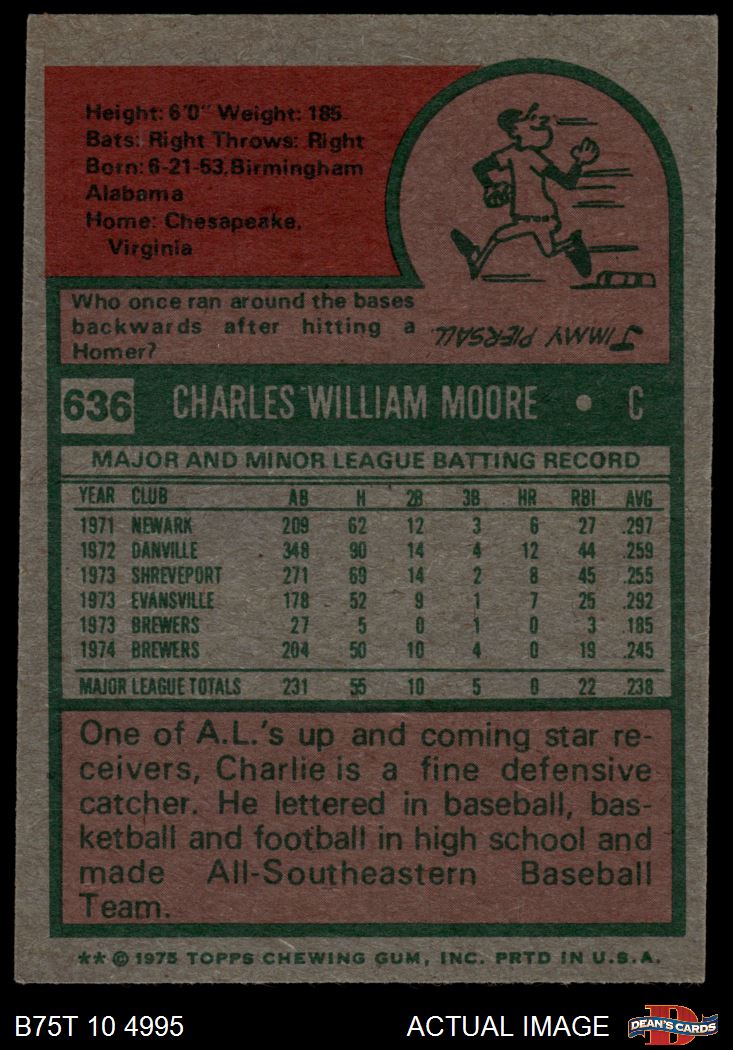 Height: 6'0" Weight: 185
Bats: Right Throws: Right
Born: 6-21-53, Birmingham
Alabama
Home: Chesapeake,
Virginia
Who once ran around the bases
backwards after hitting a
Homer?
JIMMY PIERSALL
636 CHARLES WILLIAM MOORE • C
MAJOR AND MINOR LEAGUE BATTING RECORD
YEAR CLUB AB H 2B 3B HR RBI AVG
1971 NEWARK 209 62 12 3 6 27 .297
1972 DANVILLE 348 90 14 4 12 44 .259
1973 SHREVEPORT 271 69 14 2 8 45 .255
1973 EVANSVILLE 178 52 9 1 7 25 .292
1973 BREWERS 27 5 0 1 0 3 .185
1974 BREWERS 204 50 10 4 0 19 .245
MAJOR LEAGUE TOTALS 231 55 10 5 0 22 .238
One of A.L.'s up and coming star re-
ceivers, Charlie is a fine defensive
catcher. He lettered in baseball, bas-
ketball and football in high school and
made All-Southeastern Baseball
Team.
** © 1975 TOPPS CHEWING GUM, INC. PRTD IN U.S.A.
B75T 10 4995 ACTUAL IMAGE D DEAN'S CARDS